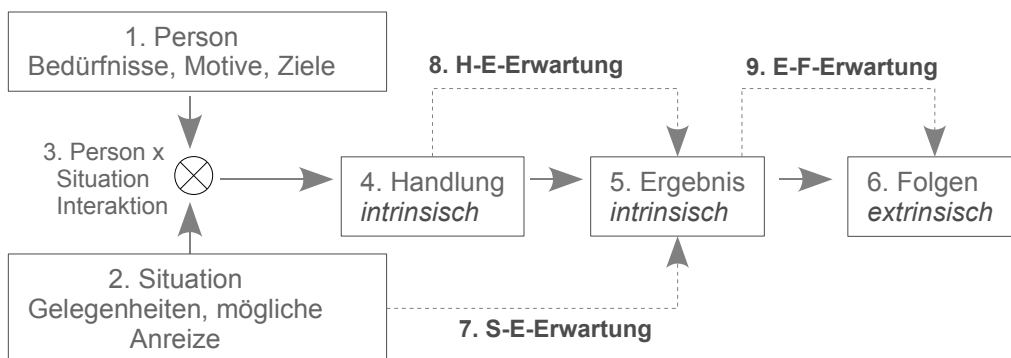 1. Person
Bedürfnisse, Motive, Ziele
8. H-E-Erwartung
9. E-F-Erwartung
3. Person x
Situation
Interaktion
4. Handlung
intrinsisch
5. Ergebnis
intrinsisch
6. Folgen
extrinsisch
2. Situation
Gelegenheiten, mögliche
Anreize
7. S-E-Erwartung